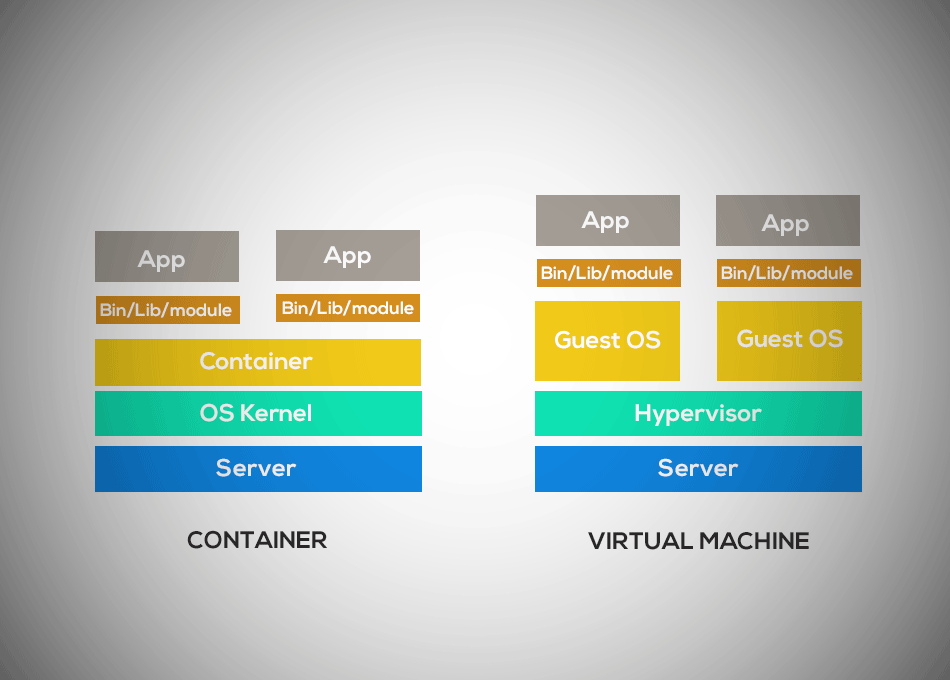 App
App
Bin/Lib/module
Bin/Lib/module
Container
OS Kernel
Server
CONTAINER
App
App
Bin/Lib/module
Bin/Lib/module
Guest OS
Guest OS
Hypervisor
Server
VIRTUAL MACHINE